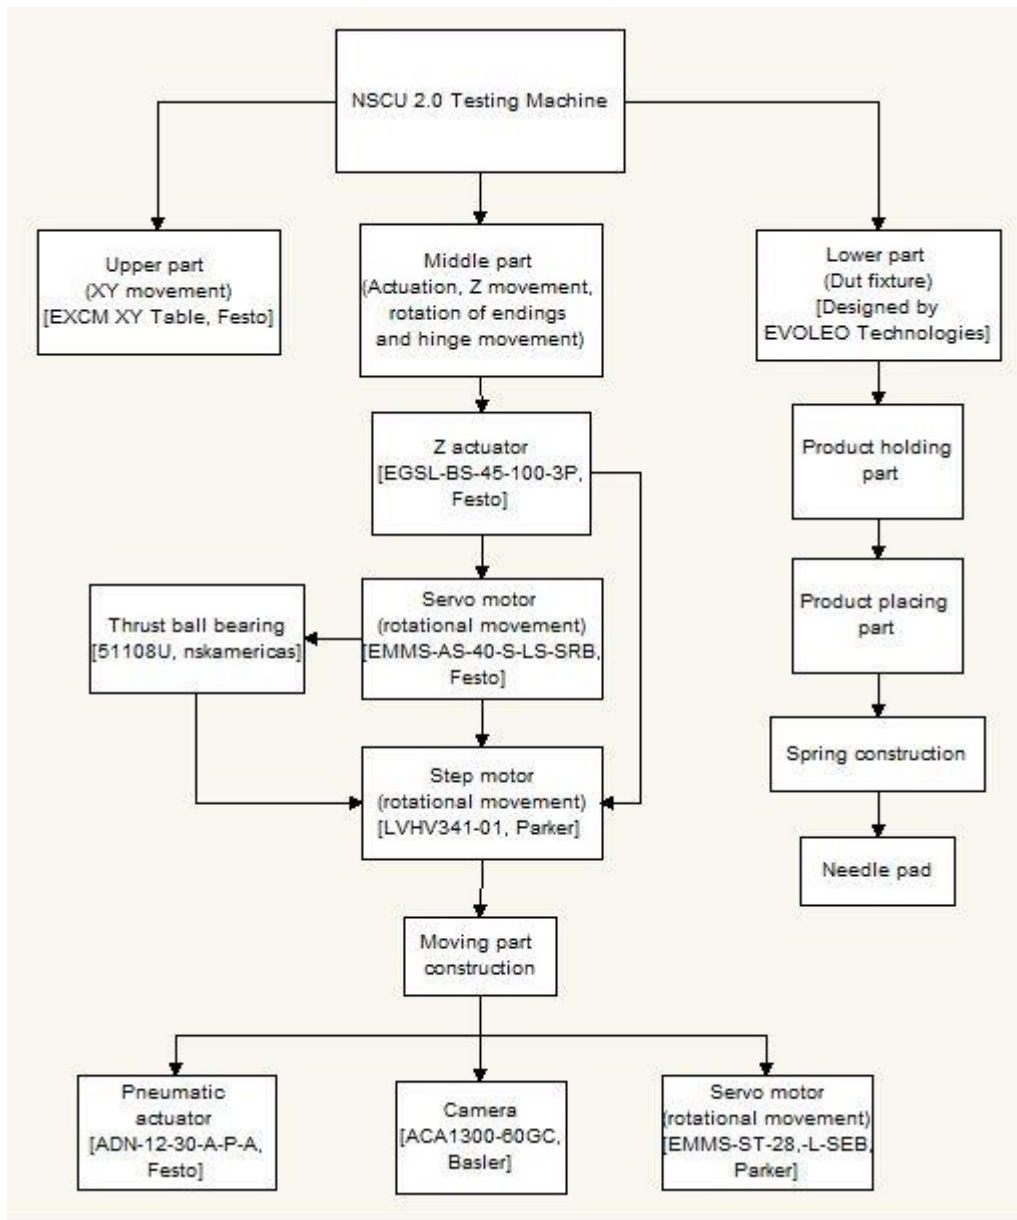 NSCU 2.0 Testing Machine
Upper part
(XY movement)
[EXCM XY Table, Festo]
Middle part
(Actuation, Z movement,
rotation of endings
and hinge movement)
Lower part
(Dut fixture)
[Designed by
EVOLEO Technologies]
Z actuator
[EGSL-BS-45-100-3P,
Festo]
Product holding
part
Servo motor
(rotational movement)
[EMMS-AS-40-S-LS-SRB,
Festo]
Thrust ball bearing
[51108U, nskamericas]
Product placing
part
Step motor
(rotational movement)
[LVHV341-01, Parker]
Spring construction
Needle pad
Moving part
construction
Pneumatic
actuator
[ADN-12-30-A-P-A,
Festo]
Camera
[ACA1300-60GC,
Basler]
Servo motor
(rotational movement)
[EMMS-ST-28,-L-SEB,
Parker]